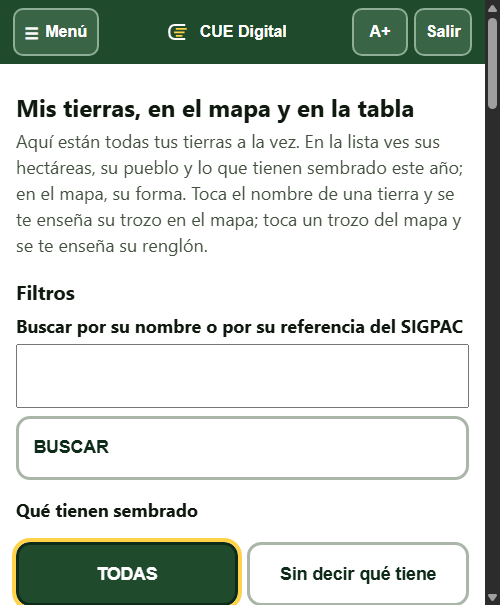 Menú
CUE Digital
A+
Salir
Mis tierras, en el mapa y en la tabla
Aquí están todas tus tierras a la vez. En la lista ves sus
hectáreas, su pueblo y lo que tienen sembrado este año;
en el mapa, su forma. Toca el nombre de una tierra y se
te enseña su trozo en el mapa; toca un trozo del mapa y
se te enseña su renglón.
Filtros
Buscar por su nombre o por su referencia del SIGPAC
BUSCAR
Qué tienen sembrado
TODAS
Sin decir qué tiene